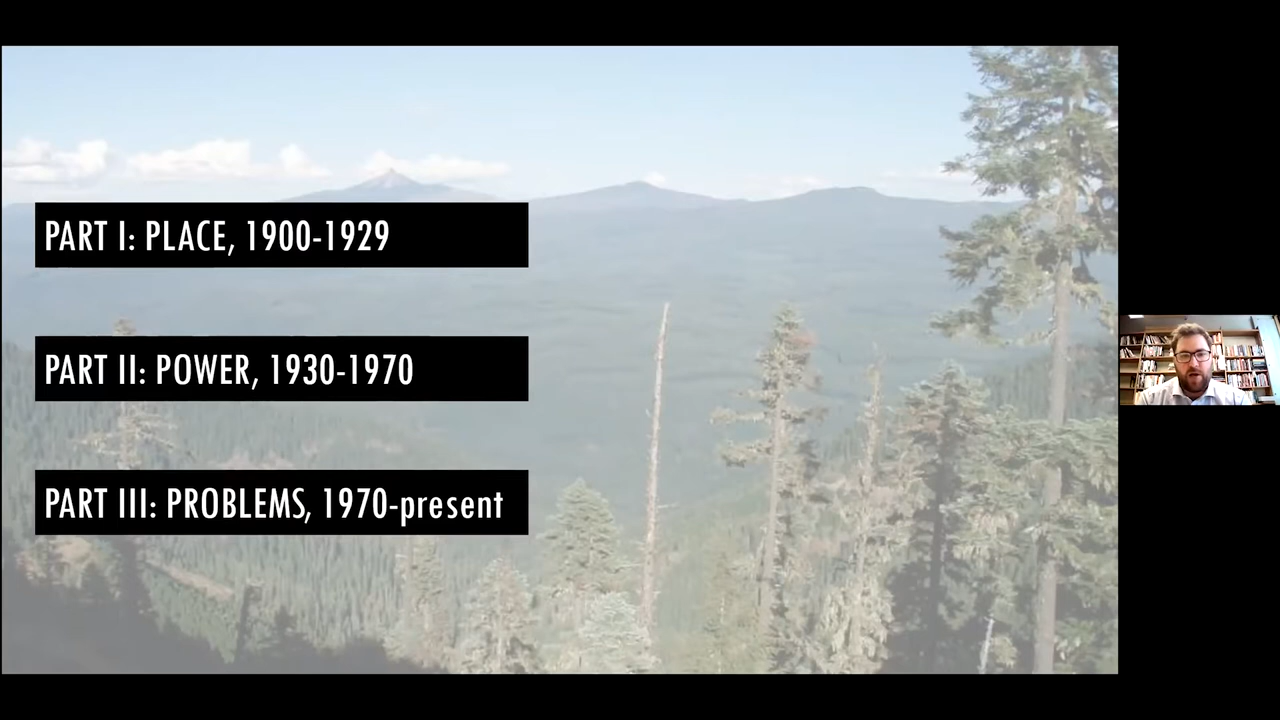 PART I: PLACE, 1900-1929
PART II: POWER, 1930-1970
PART III: PROBLEMS, 1970-present